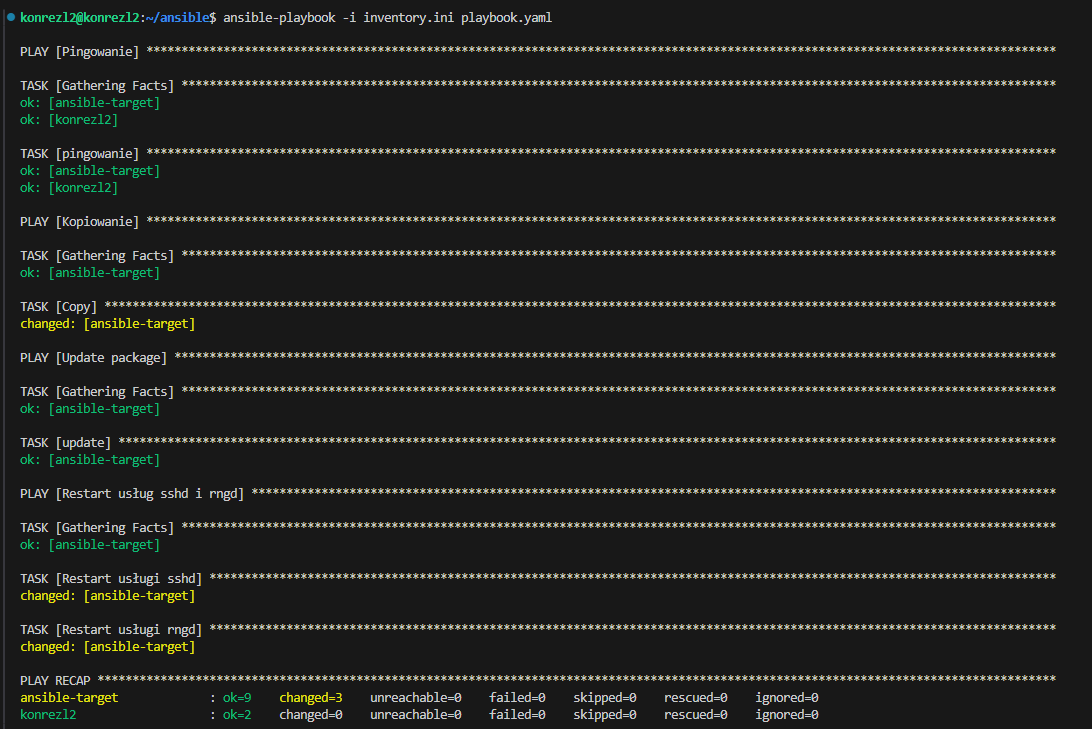 konrezl2@konrezl2:~/ansible$ ansible-playbook -i inventory.ini playbook.yaml
PLAY [Pingowanie] **********************************************************************************************************************************
TASK [Gathering Facts] *****************************************************************************************************************************
ok: [ansible-target]
ok: [konrezl2]
TASK [pingowanie] **********************************************************************************************************************************
ok: [ansible-target]
ok: [konrezl2]
PLAY [Kopiowanie] **********************************************************************************************************************************
TASK [Gathering Facts] *****************************************************************************************************************************
ok: [ansible-target]
TASK [Copy] ****************************************************************************************************************************************
changed: [ansible-target]
PLAY [Update package] ******************************************************************************************************************************
TASK [Gathering Facts] *****************************************************************************************************************************
ok: [ansible-target]
TASK [update] **************************************************************************************************************************************
ok: [ansible-target]
PLAY [Restart usług sshd i rngd] *******************************************************************************************************************
TASK [Gathering Facts] *****************************************************************************************************************************
ok: [ansible-target]
TASK [Restart usługi sshd] *************************************************************************************************************************
changed: [ansible-target]
TASK [Restart usługi rngd] *************************************************************************************************************************
changed: [ansible-target]
PLAY RECAP *****************************************************************************************************************************************
ansible-target : ok=9 changed=3 unreachable=0 failed=0 skipped=0 rescued=0 ignored=0
konrezl2 : ok=2 changed=0 unreachable=0 failed=0 skipped=0 rescued=0 ignored=0